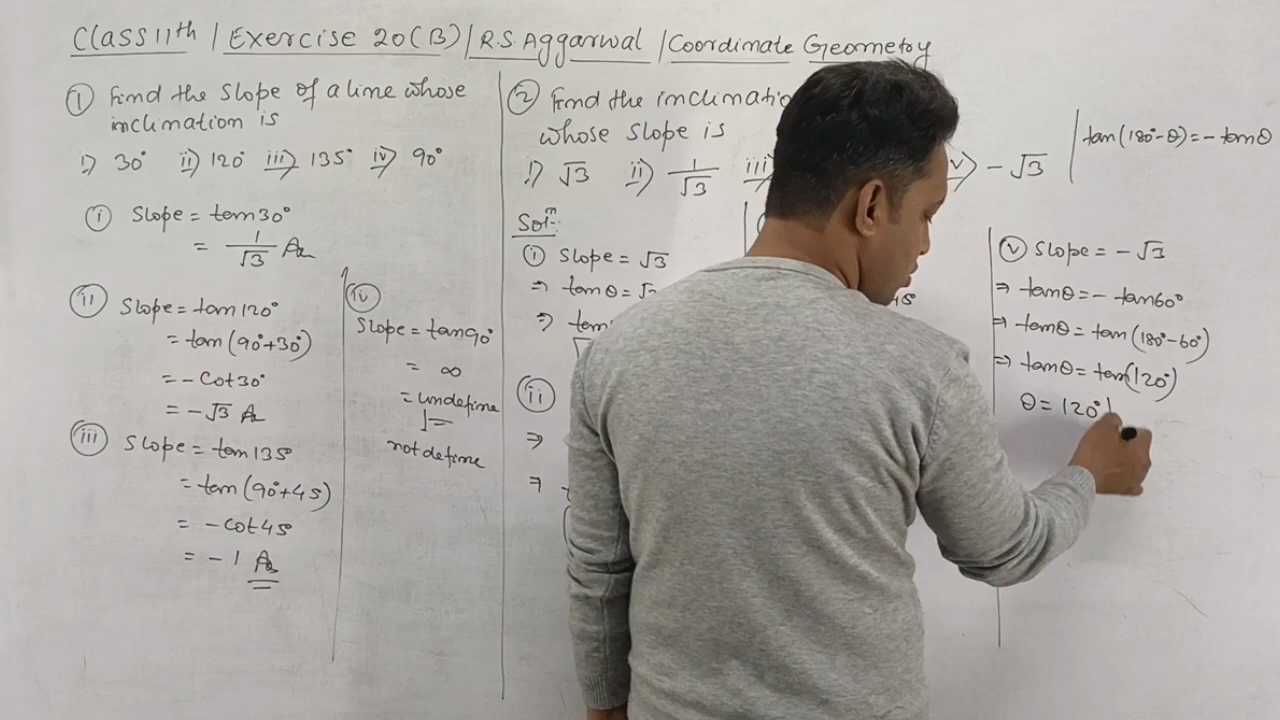 Class 11th / Exercise 20(B) / R.S. Aggarwal / Coordinate Geometry
① Find the slope of a line whose
inclination is
i) 30° ii) 120° iii) 135° iv) 90°
ⓘ Slope = tan30°
= 1/√3 Ans
ii Slope = tan120°
= tan(90°+30°)
= -Cot30°
= -√3 Ans
iii Slope = tan135°
= tan(90°+45)
= -cot45°
= -1 Ans
iv
Slope = tan90°
= ∞
= undefine
not define
② Find the
whose slope is
i) √3 ii) 1/√3 iii) v) -√3
Solⁿ:
ⓘ Slope = √3
⇒ tanθ =
⇒
ii
⇒
⇒
tan(180°-θ) = -tanθ
v Slope = -√3
⇒ tanθ = - tan60°
⇒ tanθ = tan(180°-60°)
⇒ tanθ = tan(120°)
θ = 120°